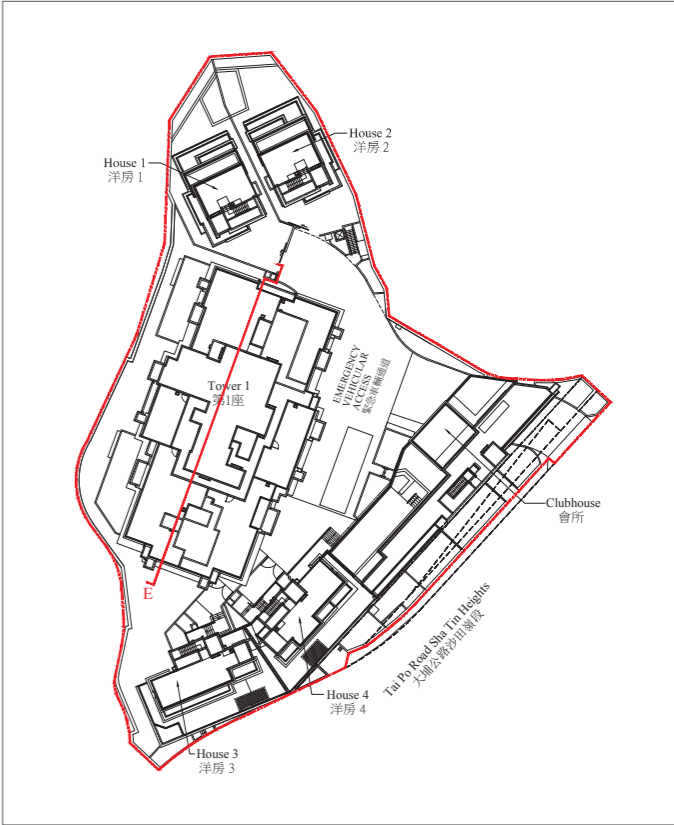 House 2
洋房 2
House 1
洋房 1
Tower 1
第1座
EMERGENCY
VEHICULAR
ACCESS
緊急車輛通道
Clubhouse
會所
E
Tai Po Road Sha Tin Heights
大埔公路沙田嶺段
House 4
洋房 4
House 3
洋房 3